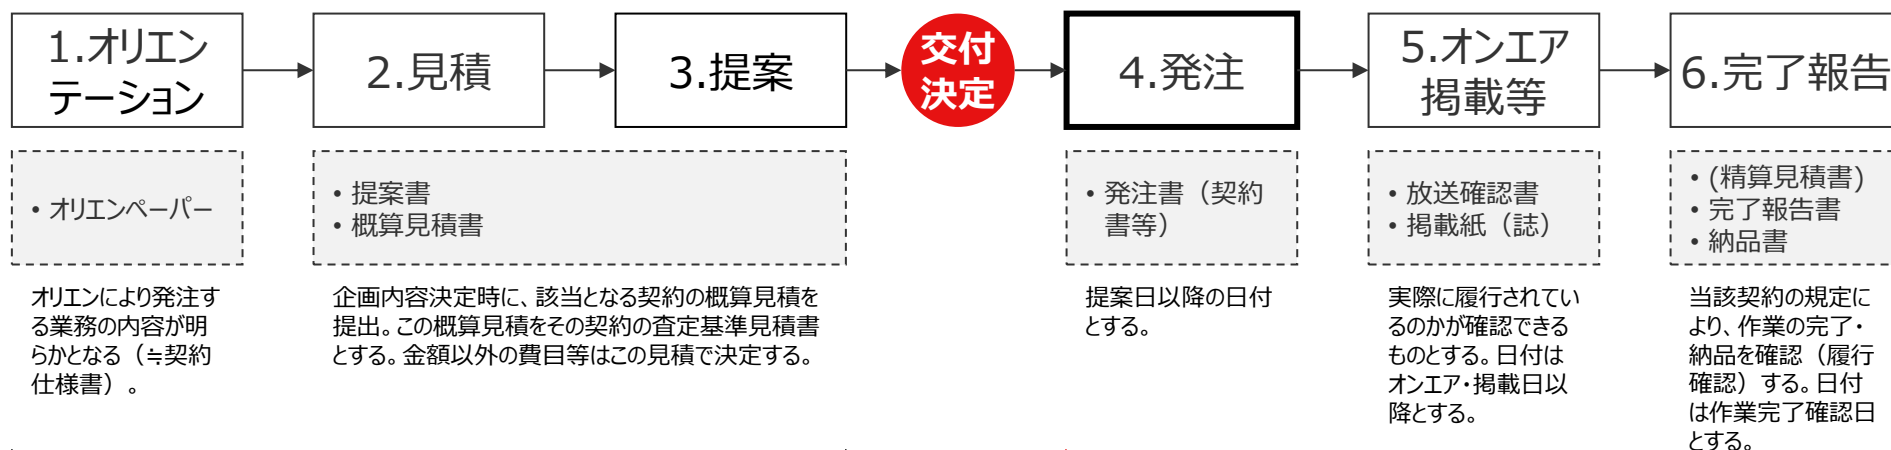 1.オリエン
テーション
2.見積
3.提案
交付
決定
4.発注
5.オンエア
掲載等
6.完了報告
• オリエンペーパー
• 提案書
• 概算見積書
• 発注書（契約
書等）
• 放送確認書
• 掲載紙（誌）
• (精算見積書)
• 完了報告書
• 納品書
オリエンにより発注す
る業務の内容が明
らかとなる（≒契約
仕様書）。
企画内容決定時に、該当となる契約の概算見積を
提出。この概算見積をその契約の査定基準見積書
とする。金額以外の費目等はこの見積で決定する。
提案日以降の日付
とする。
実際に履行されてい
るのかが確認できる
ものとする。日付は
オンエア・掲載日以
降とする。
当該契約の規定に
より、作業の完了・
納品を確認（履行
確認）する。日付
は作業完了確認日
とする。